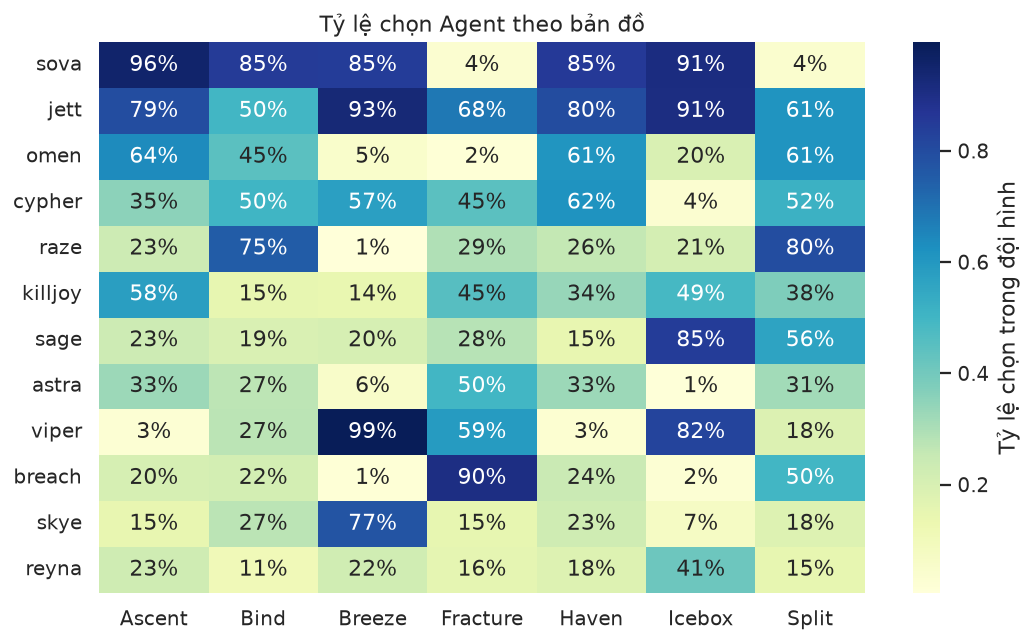 Tỷ lệ chọn Agent theo bản đồ
sova 96% 85% 85% 4% 85% 91% 4%
jett 79% 50% 93% 68% 80% 91% 61%
omen 64% 45% 5% 2% 61% 20% 61%
cypher 35% 50% 57% 45% 62% 4% 52%
raze 23% 75% 1% 29% 26% 21% 80%
killjoy 58% 15% 14% 45% 34% 49% 38%
sage 23% 19% 20% 28% 15% 85% 56%
astra 33% 27% 6% 50% 33% 1% 31%
viper 3% 27% 99% 59% 3% 82% 18%
breach 20% 22% 1% 90% 24% 2% 50%
skye 15% 27% 77% 15% 23% 7% 18%
reyna 23% 11% 22% 16% 18% 41% 15%
Ascent Bind Breeze Fracture Haven Icebox Split
0.8
0.6
0.4
0.2
Tỷ lệ chọn trong đội hình